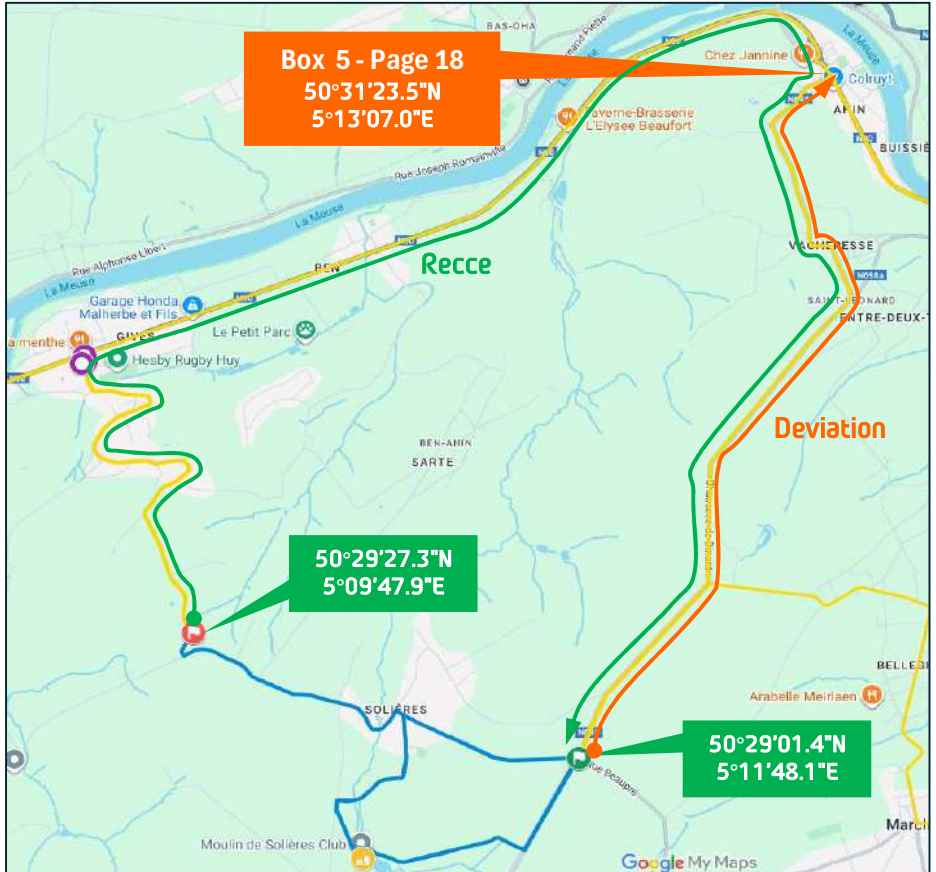 BAS-OHA
La Meuse
Chez Jannine
Box 5 - Page 18
50°31'23.5"N
5°13'07.0"E
Colruyt
AHIN
Taverne-Brasserie
L'Elysee Beaufort
BUISSIÈ
Rue Joseph Romainville
La Meuse
Rue Alphonse Libert
La Meuse
VACHERESSE
BEN
Recce
N698a
Garage Honda
Malherbe et Fils
SAINT-LÉONARD
ENTRE-DEUX-T
GIVES
Le Petit Parc
a menthe
Hesby Rugby Huy
Deviation
BEN-AHIN
SARTE
50°29'27.3"N
5°09'47.9"E
BELLEGR
Arabelle Meirlaen
SOLIÈRES
50°29'01.4"N
5°11'48.1"E
Rue Beaupré
Moulin de Solières Club
March
Google My Maps